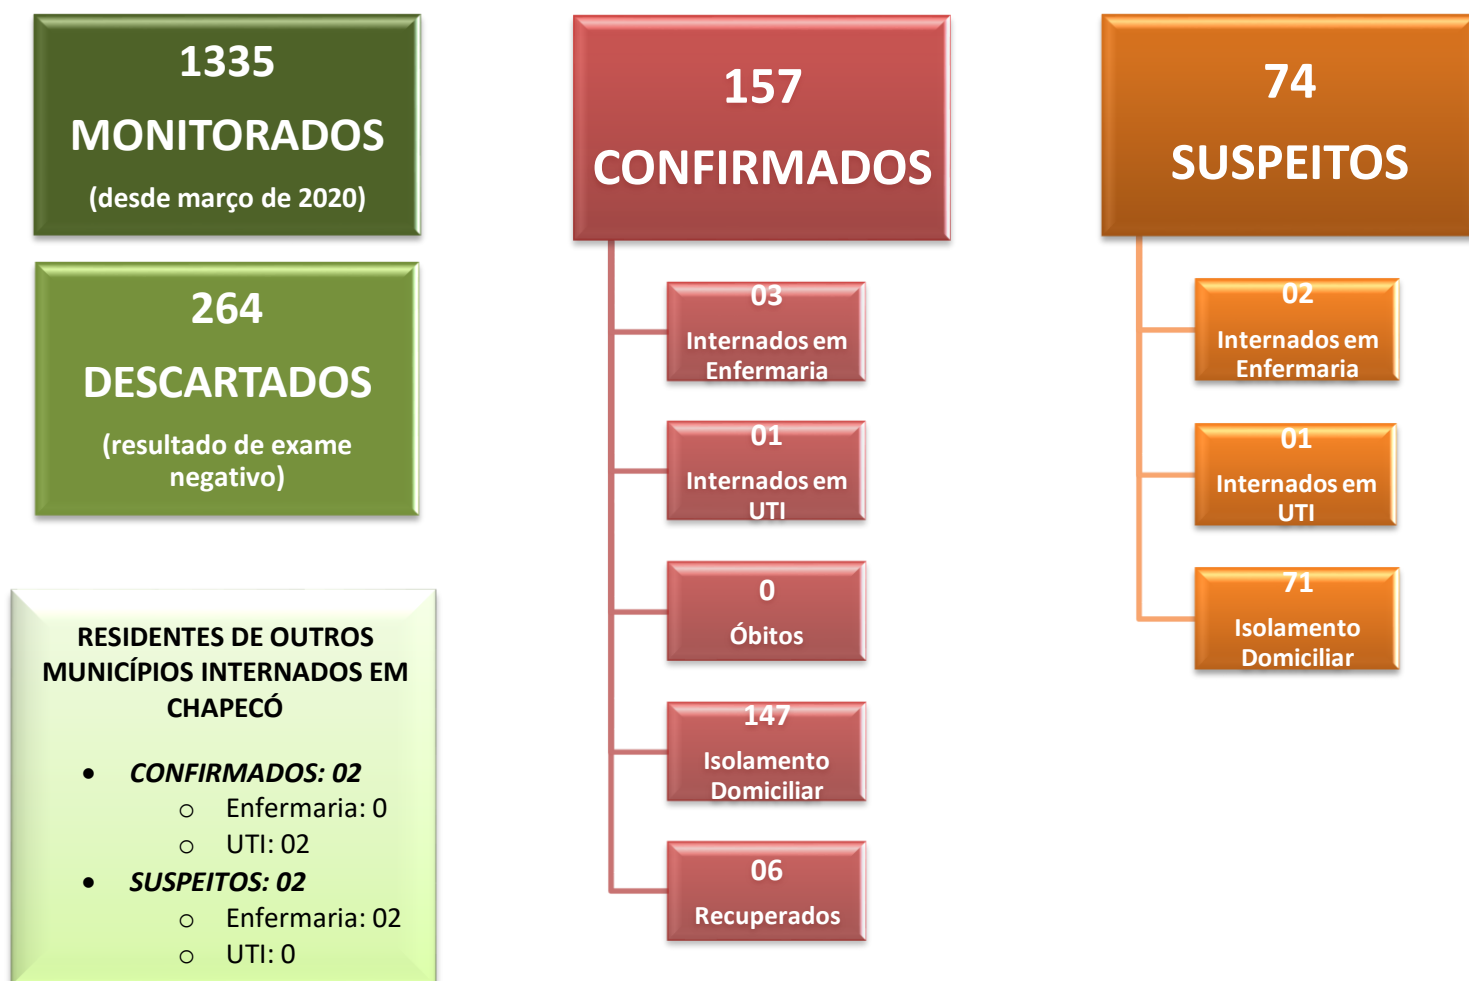 1335
MONITORADOS
(desde março de 2020)
264
DESCARTADOS
(resultado de exame
negativo)
RESIDENTES DE OUTROS
MUNICÍPIOS INTERNADOS EM
CHAPECÓ
• CONFIRMADOS: 02
o Enfermaria: 0
o UTI: 02
• SUSPEITOS: 02
o Enfermaria: 02
o UTI: 0
157
CONFIRMADOS
03
Internados em
Enfermaria
01
Internados em
UTI
0
Óbitos
147
Isolamento
Domiciliar
06
Recuperados
74
SUSPEITOS
02
Internados em
Enfermaria
01
Internados em
UTI
71
Isolamento
Domiciliar